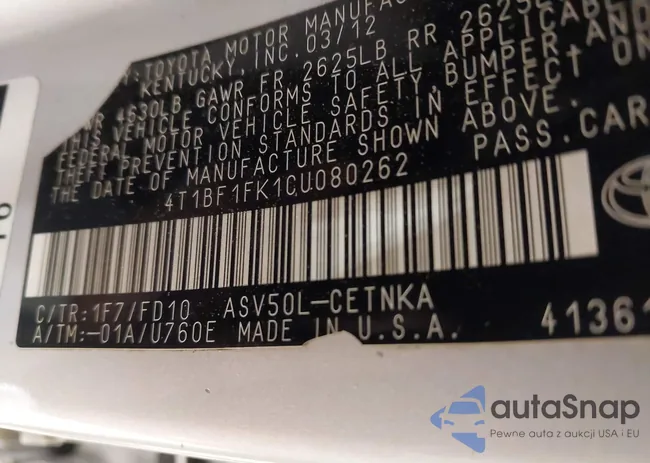 Y:TOYOTA MOTOR MANUFAC
KENTUCKY, INC. 03/12
4630LB GAWR FR 2625LB RR 2625L
THIS VEHICLE CONFORMS TO ALL APPLICABLE
FEDERAL MOTOR VEHICLE SAFETY, BUMPER, AND
THEFT PREVENTION STANDARDS IN EFFECT ON
THE DATE OF MANUFACTURE SHOWN ABOVE.
4T1BF1FK1CU080262 PASS.CAR
C/TR:1F7/FD10 ASV50L-CETNKA
A/TM:-01A/U760E MADE IN U.S.A. 41361
autaSnap
Pewne auta z aukcji USA i EU